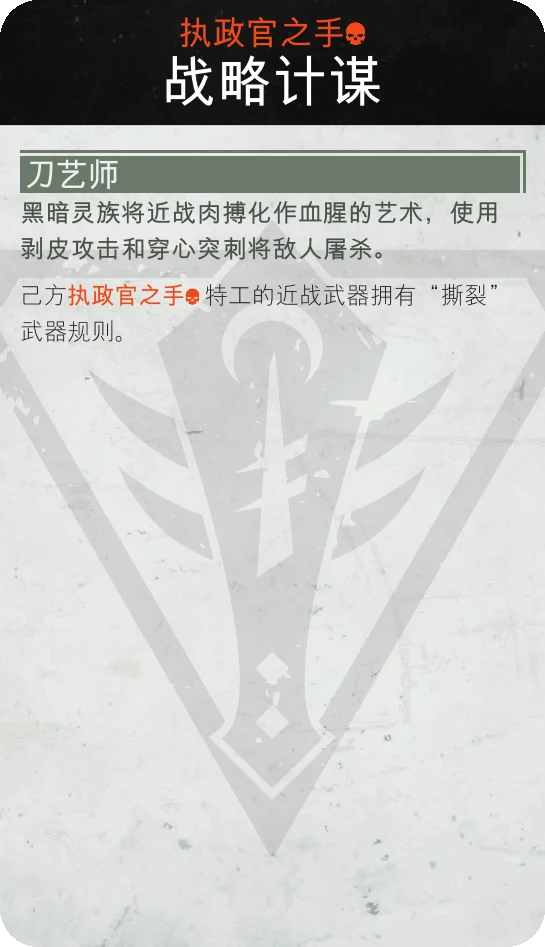 执政官之手
战略计谋
刀艺师
黑暗灵族将近战肉搏化作血腥的艺术，使用
剥皮攻击和穿心突刺将敌人屠杀。
己方执政官之手特工的近战武器拥有“撕裂”
武器规则。